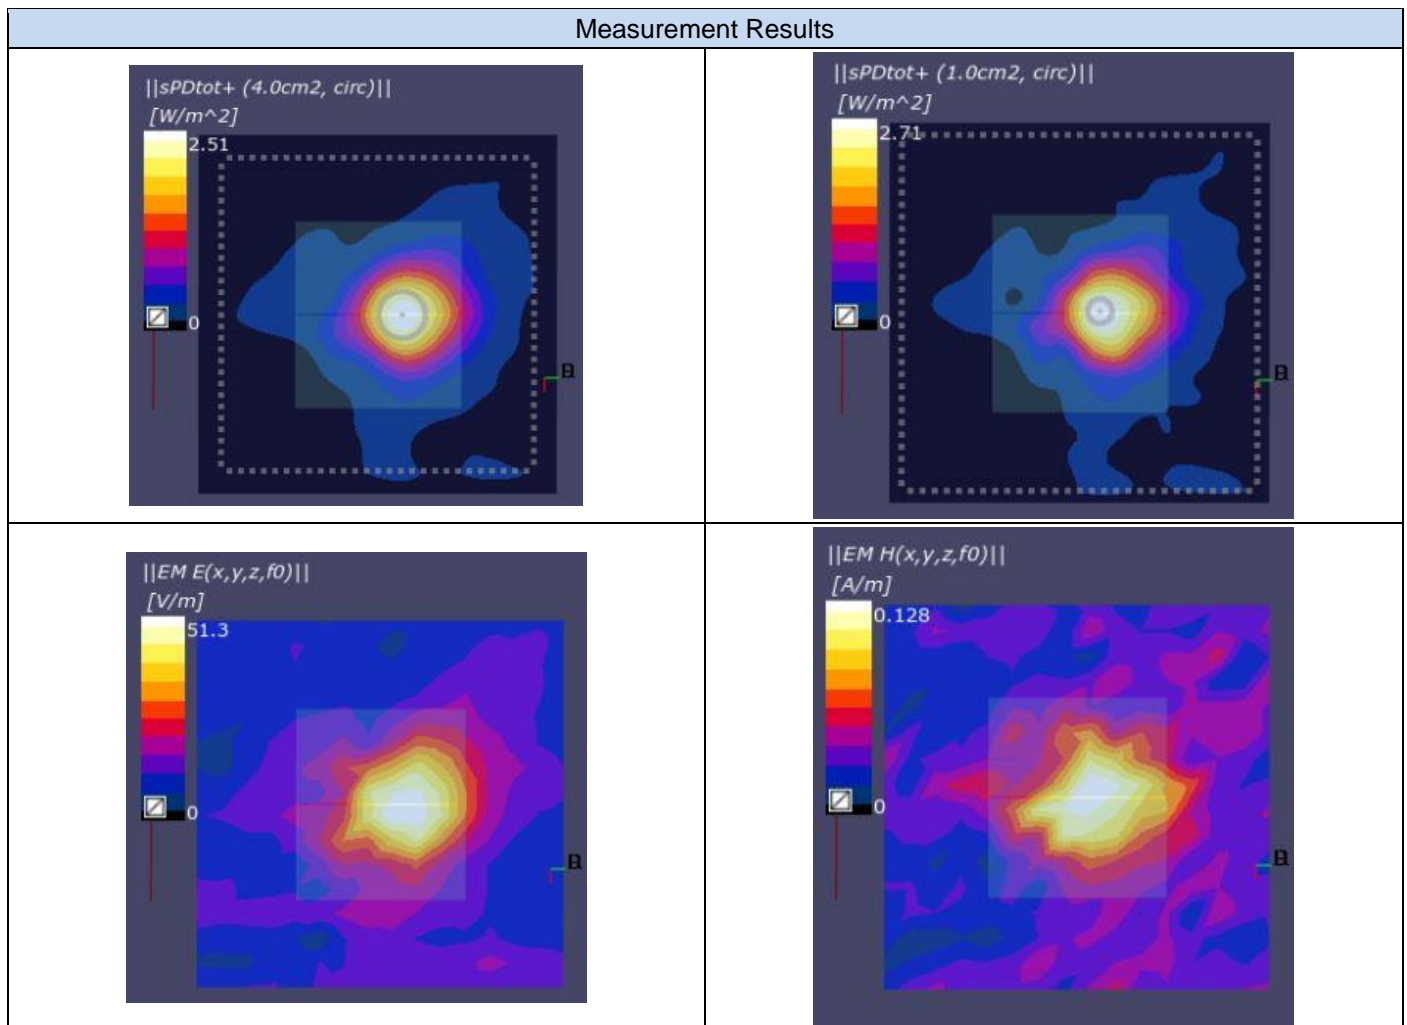 Measurement Results
||sPDtot+ (4.0cm2, circ)||
[W/m^2]
2.51
0
||sPDtot+ (1.0cm2, circ)||
[W/m^2]
2.71
0
||EM E(x,y,z,f0)||
[V/m]
51.3
0
||EM H(x,y,z,f0)||
[A/m]
0.128
0